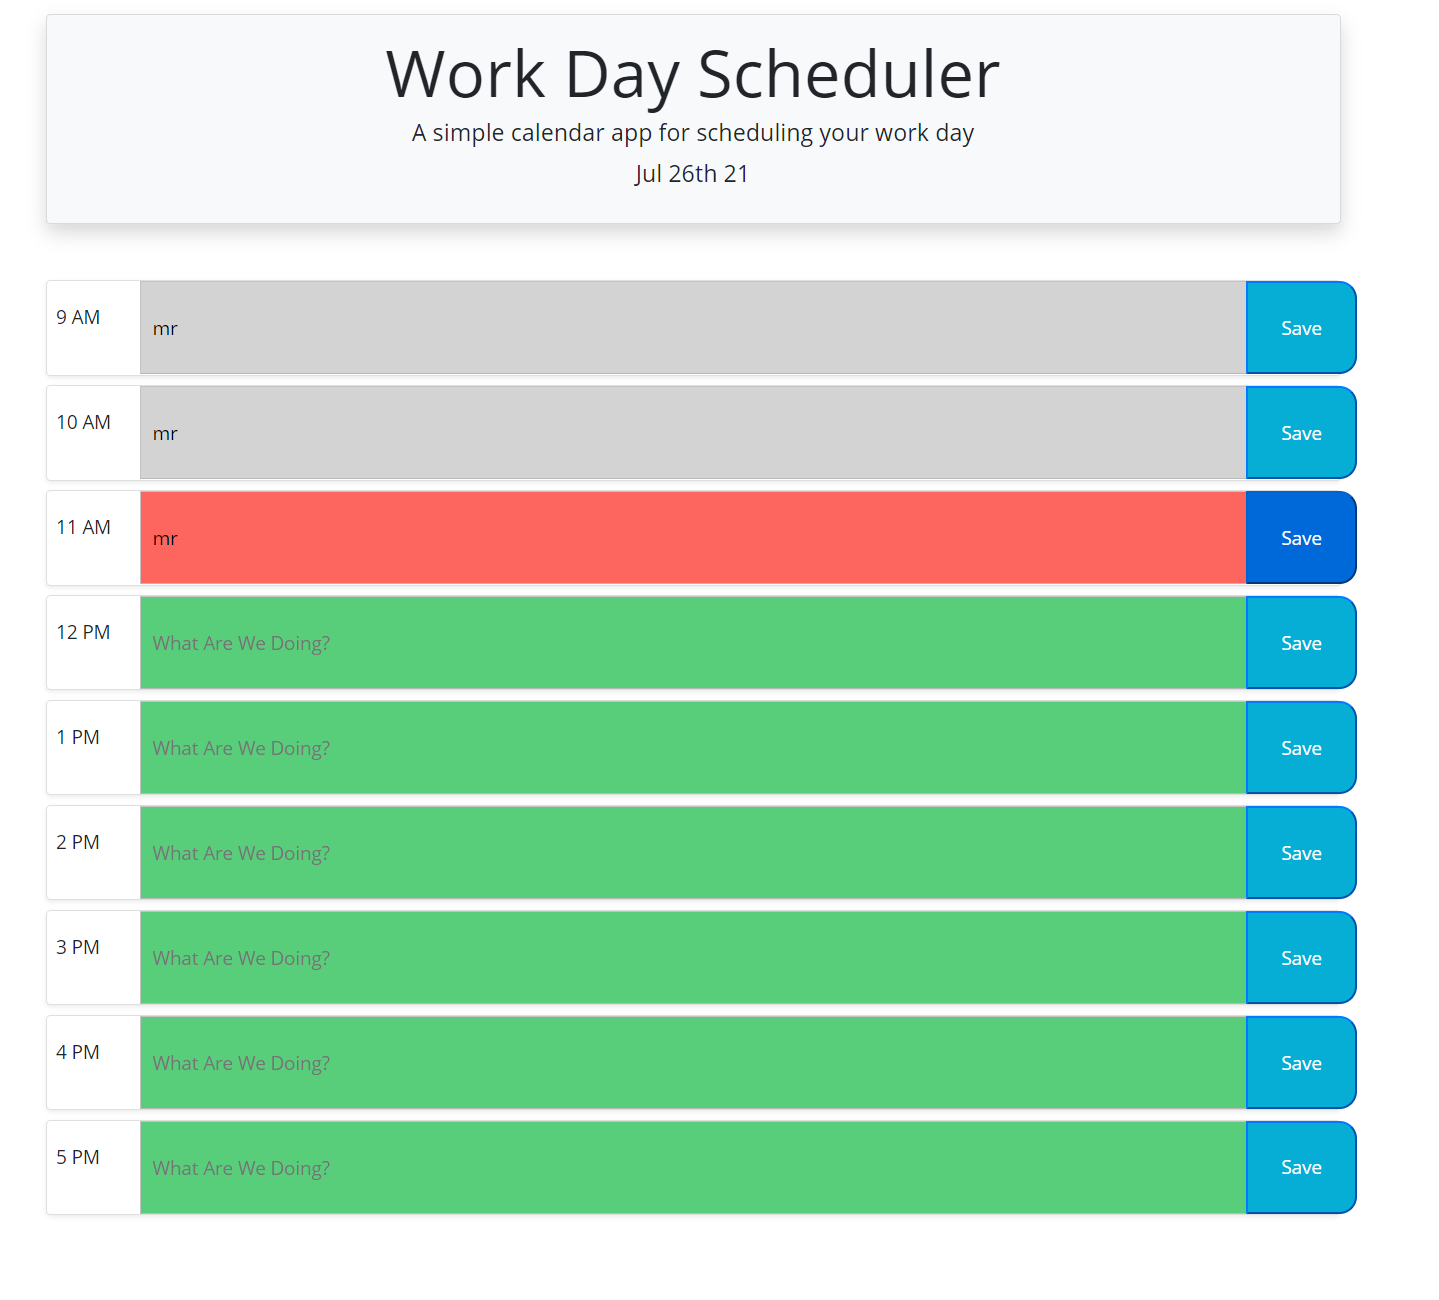 Work Day Scheduler
A simple calendar app for scheduling your work day
Jul 26th 21
9 AM mr Save
10 AM mr Save
11 AM mr Save
12 PM What Are We Doing? Save
1 PM What Are We Doing? Save
2 PM What Are We Doing? Save
3 PM What Are We Doing? Save
4 PM What Are We Doing? Save
5 PM What Are We Doing? Save